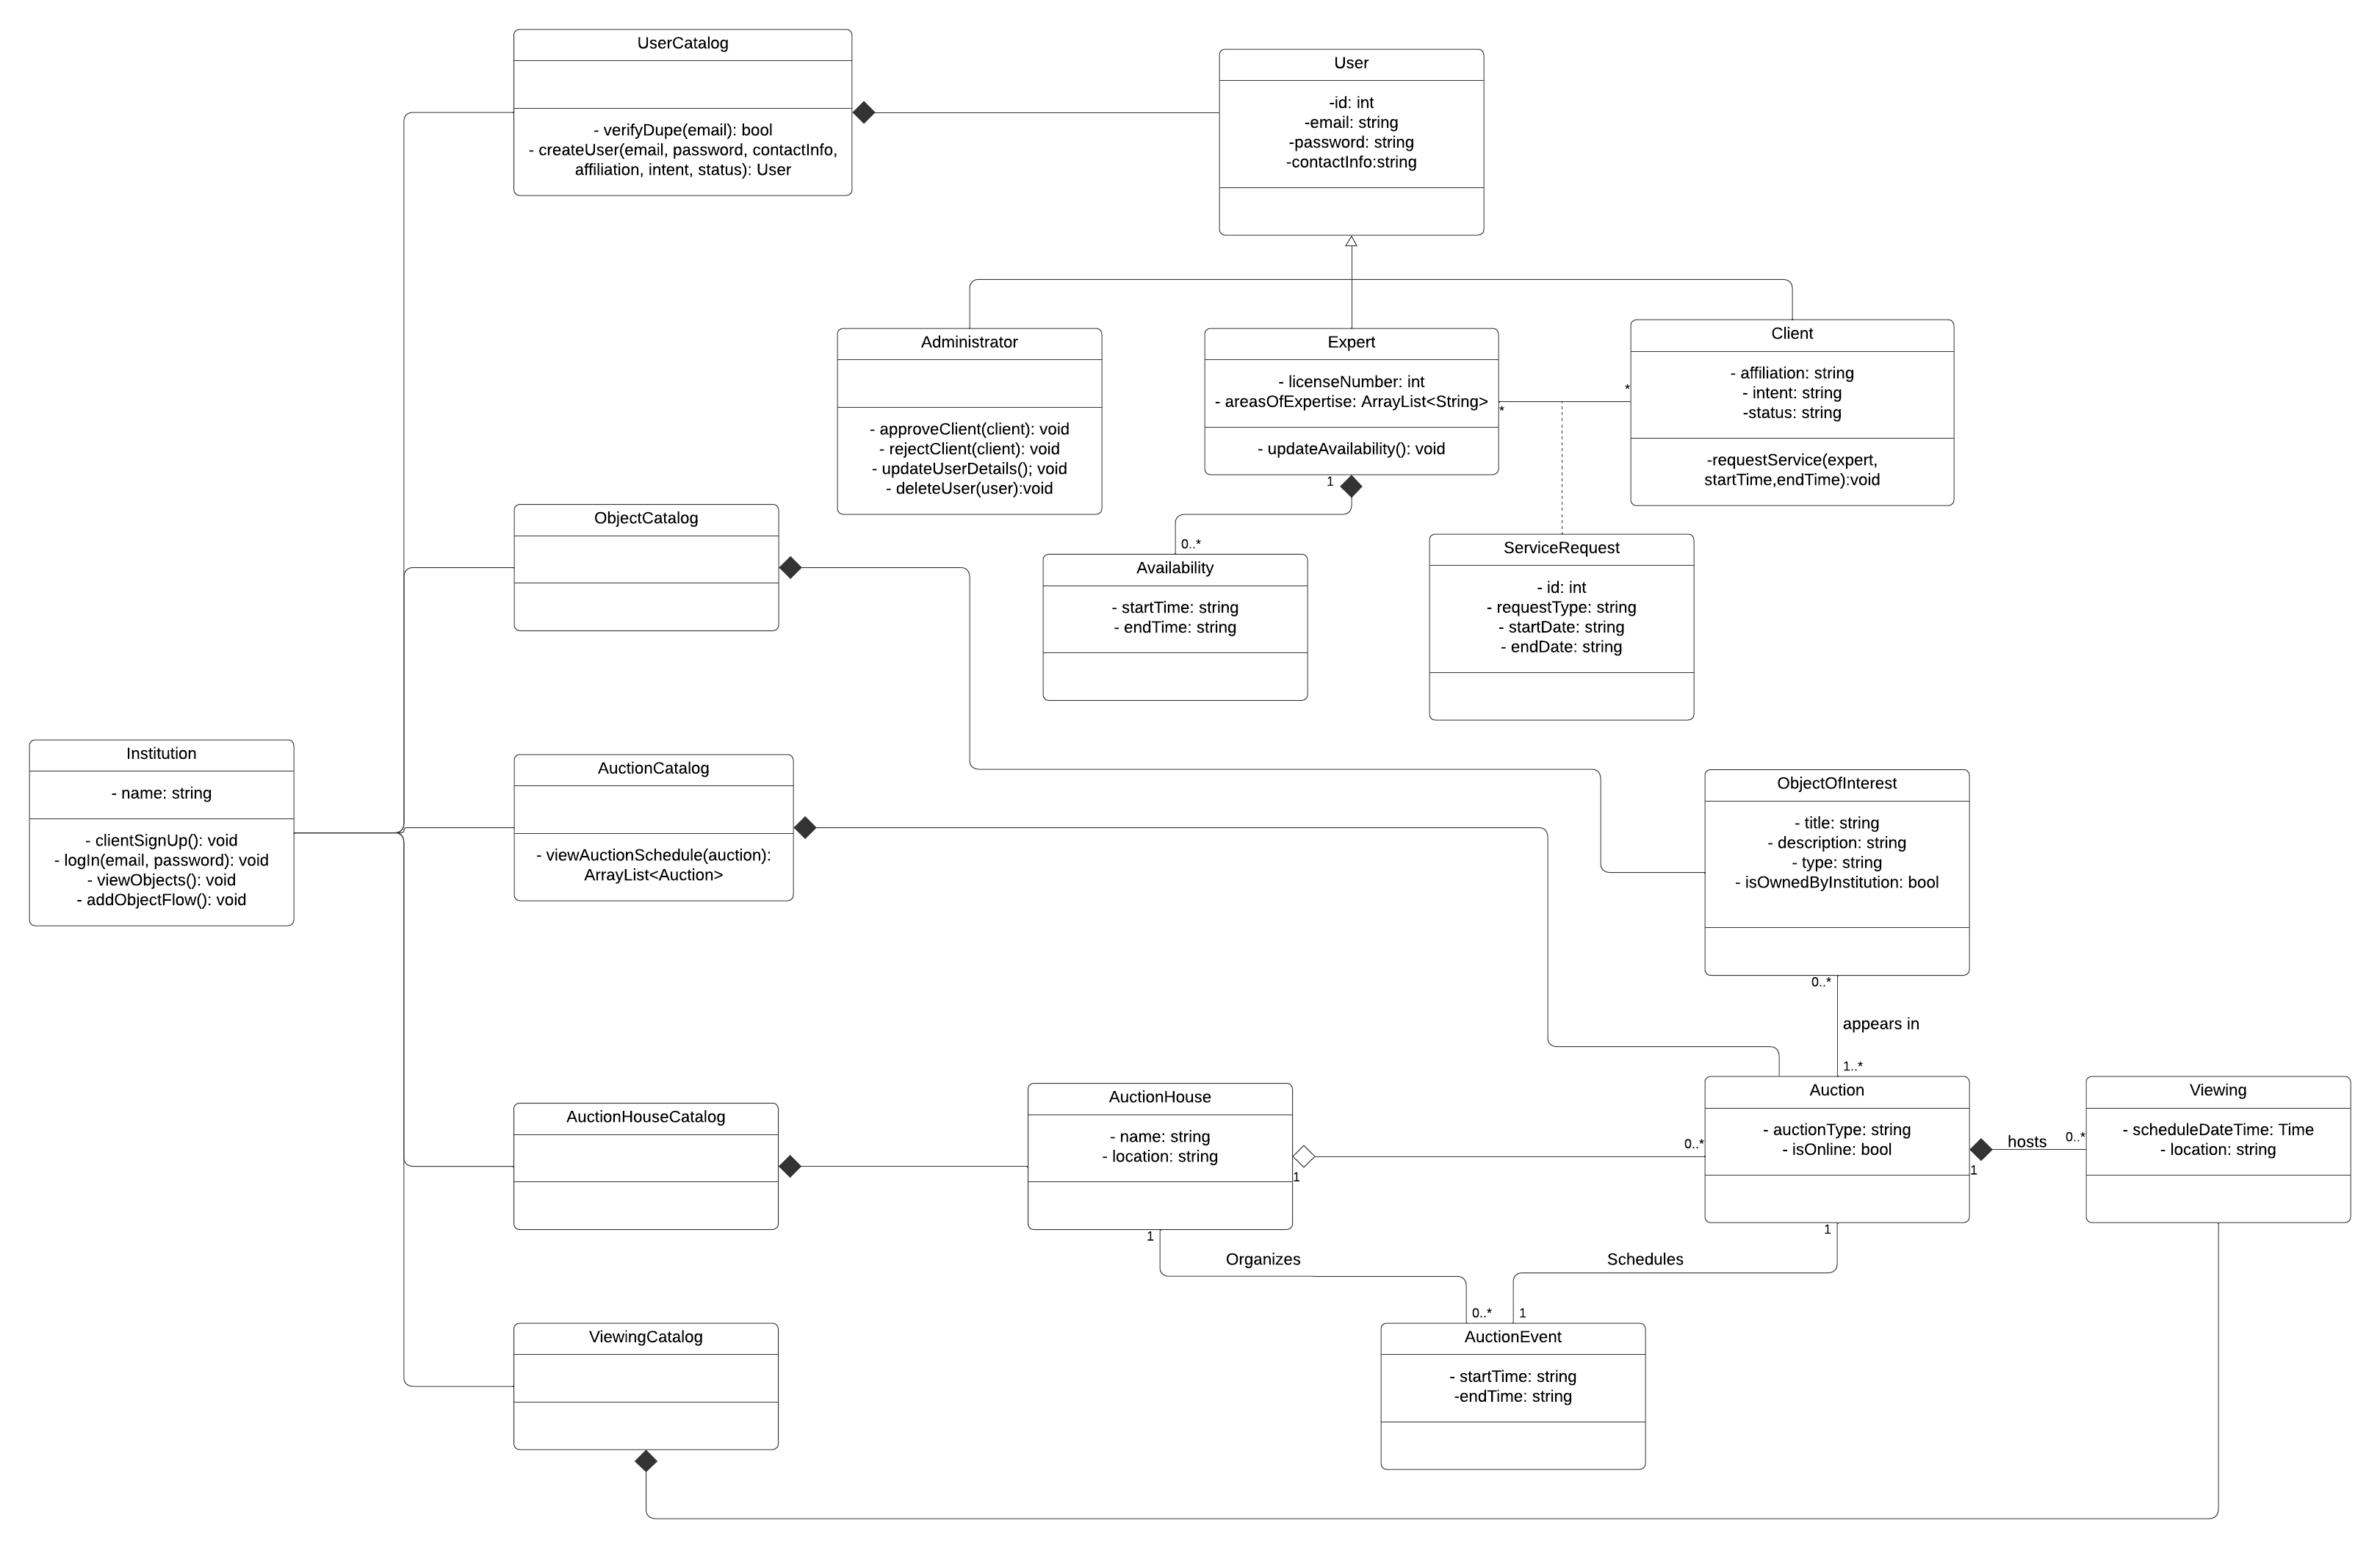 UserCatalog
- verifyDupe(email): bool
- createUser(email, password, contactInfo,
affiliation, intent, status): User
User
-id: int
-email: string
-password: string
-contactInfo:string
Administrator
- approveClient(client): void
- rejectClient(client): void
- updateUserDetails(); void
- deleteUser(user):void
Expert
- licenseNumber: int
- areasOfExpertise: ArrayList<String>
- updateAvailability(): void
*
*
1
Client
- affiliation: string
- intent: string
-status: string
-requestService(expert,
startTime,endTime):void
0..*
Availability
- startTime: string
- endTime: string
ServiceRequest
- id: int
- requestType: string
- startDate: string
- endDate: string
ObjectCatalog
Institution
- name: string
- clientSignUp(): void
- logIn(email, password): void
- viewObjects(): void
- addObjectFlow(): void
AuctionCatalog
- viewAuctionSchedule(auction):
ArrayList<Auction>
ObjectOfInterest
- title: string
- description: string
- type: string
- isOwnedByInstitution: bool
0..*
appears in
1..*
AuctionHouseCatalog
AuctionHouse
- name: string
- location: string
1
0..*
Auction
- auctionType: string
- isOnline: bool
1
hosts
0..*
Viewing
- scheduleDateTime: Time
- location: string
1
Organizes
0..*
1
Schedules
1
AuctionEvent
- startTime: string
-endTime: string
ViewingCatalog